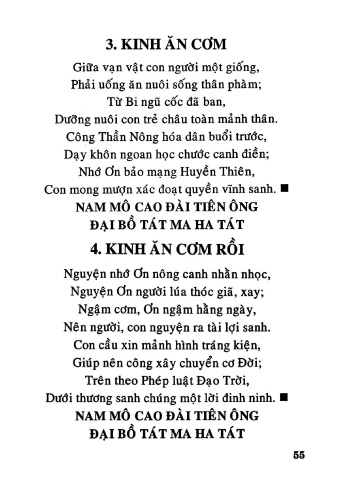 3. KINH ĂN CƠM
Giữa vạn vật con người một giống,
Phải uống ăn nuôi sống thân phàm;
Từ Bi ngũ cốc đã ban,
Dưỡng nuôi con trẻ châu toàn mảnh thân.
Công Thần Nông hóa dân buổi trước,
Dạy khôn ngoan học chước canh điền;
Nhớ Ơn bảo mạng Huyền Thiên,
Con mong mượn xác đoạt quyền vĩnh sanh. ■
NAM MÔ CAO ĐÀI TIÊN ÔNG
ĐẠI BỒ TÁT MA HA TÁT
4. KINH ĂN CƠM RỒI
Nguyện nhớ Ơn nông canh nhằn nhọc,
Nguyện Ơn người lúa thóc giã, xay;
Ngậm cơm, Ơn ngậm hằng ngày,
Nên người, con nguyện ra tài lợi sanh.
Con cầu xin mảnh hình tráng kiện,
Giúp nên công xây chuyển cơ Đời;
Trên theo Phép luật Đạo Trời,
Dưới thương sanh chúng một lời đinh ninh. ■
NAM MÔ CAO ĐÀI TIÊN ÔNG
ĐẠI BỒ TÁT MA HA TÁT
55